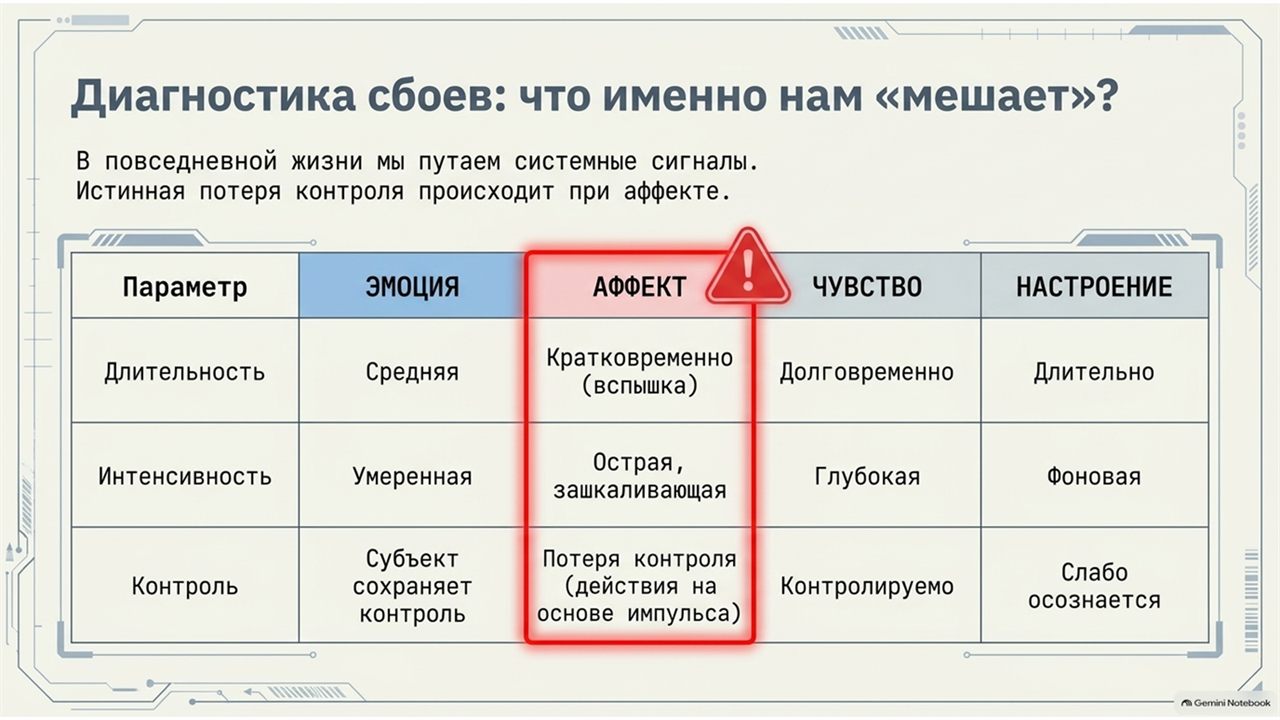 Диагностика сбоев: что именно нам «мешает»?
В повседневной жизни мы путаем системные сигналы.
Истинная потеря контроля происходит при аффекте.
Параметр
ЭМОЦИЯ
АФФЕКТ
ЧУВСТВО
НАСТРОЕНИЕ
Длительность
Средняя
Кратковременно
(вспышка)
Долговременно
Длительно
Интенсивность
Умеренная
Острая,
зашкаливающая
Глубокая
Фоновая
Контроль
Субъект
сохраняет
контроль
Потеря контроля
(действия на
основе импульса)
Контролируемо
Слабо
осознается
Gemini Notebook